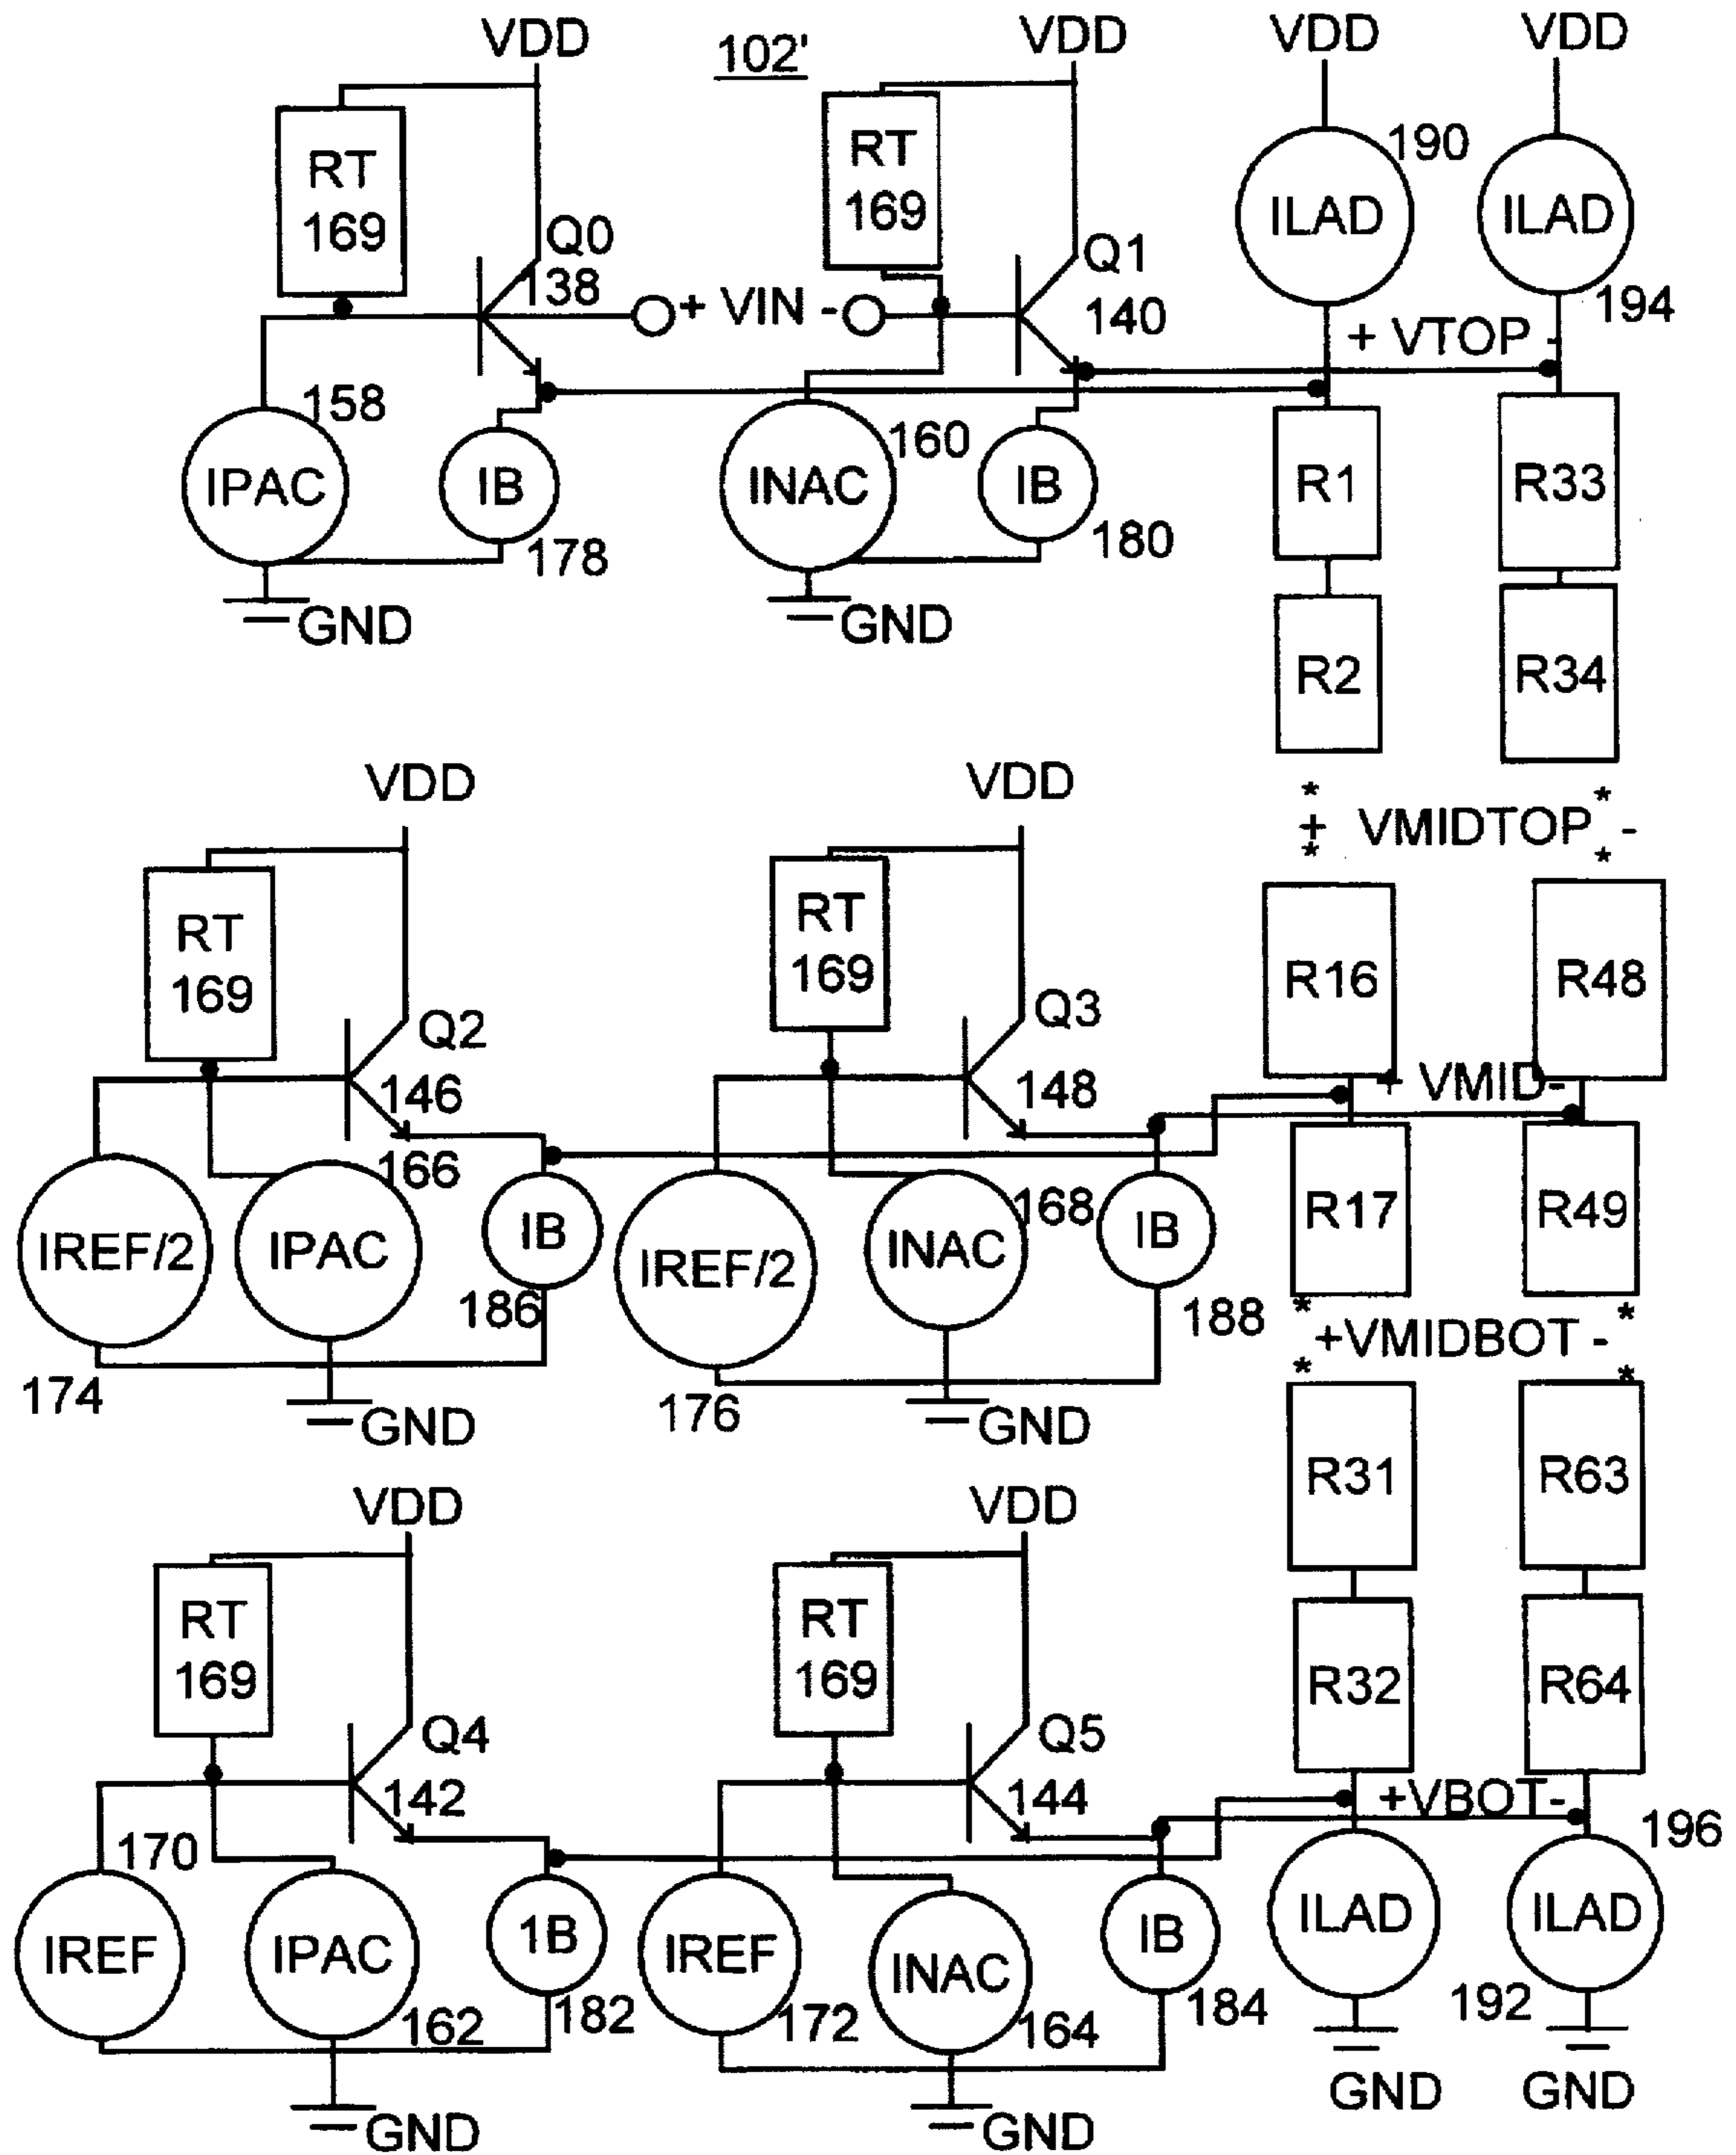 VDD
102'
VDD
VDD
VDD
RT
169
RT
169
190
ILAD
ILAD
Q0
138
Q1
140
194
+ VIN -
+ VTOP -
158
IPAC
IB
178
160
INAC
IB
180
R1
R33
GND
GND
R2
R34
VDD
VDD
*
*
+ VMIDTOP -
*
*
RT
169
RT
169
R16
R48
Q2
146
Q3
148
+ VMID-
166
168
IREF/2
IPAC
IB
IREF/2
INAC
IB
R17
R49
186
188
*
*
+VMIDBOT -
*
*
174
GND
176
GND
R31
R63
VDD
VDD
RT
169
RT
169
R32
R64
Q4
142
Q5
144
+VBOT-
170
196
IREF
IPAC
1B
IREF
INAC
IB
ILAD
ILAD
162
182
172
164
184
192
GND
GND
GND
GND